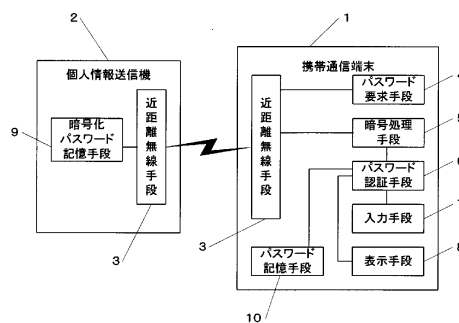 2
1
個人情報送信機
携帯通信端末
9
暗号化
パスワード
記憶手段
近距離無線手段
3
近距離無線手段
3
パスワード
要求手段
暗号処理
手段
5
パスワード
認証手段
6
入力手段
7
表示手段
8
パスワード
記憶手段
10